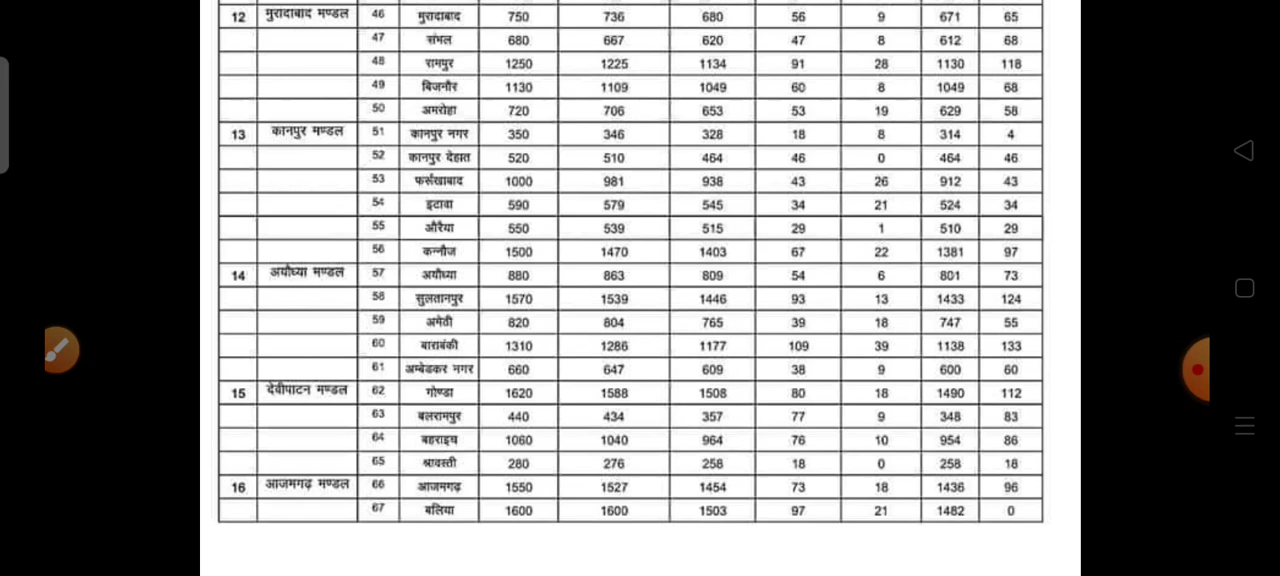 12 मुरादाबाद मण्डल 46 मुरादाबाद 750 736 680 56 9 671 65
47 संभल 680 667 620 47 8 612 68
48 रामपुर 1250 1225 1134 91 28 1130 118
49 बिजनौर 1130 1109 1049 60 8 1049 68
50 अमरोहा 720 706 653 53 19 629 58
13 कानपुर मण्डल 51 कानपुर नगर 350 346 328 18 8 314 4
52 कानपुर देहात 520 510 464 46 0 464 46
53 फर्रूखाबाद 1000 981 938 43 26 912 43
54 इटावा 590 579 545 34 21 524 34
55 औरैया 550 539 515 29 1 510 29
56 कन्नौज 1500 1470 1403 67 22 1381 97
14 अयौध्या मण्डल 57 अयौध्या 880 863 809 54 6 801 73
58 सुलतानपुर 1570 1539 1446 93 13 1433 124
59 अमेठी 820 804 765 39 18 747 55
60 बाराबंकी 1310 1286 1177 109 39 1138 133
61 अम्बेडकर नगर 660 647 609 38 9 600 60
15 देवीपाटन मण्डल 62 गोण्डा 1620 1588 1508 80 18 1490 112
63 बलरामपुर 440 434 357 77 9 348 83
64 बहराइच 1060 1040 964 76 10 954 86
65 श्रावस्ती 280 276 258 18 0 258 18
16 आजमगढ़ मण्डल 66 आजमगढ़ 1550 1527 1454 73 18 1436 96
67 बलिया 1600 1600 1503 97 21 1482 0